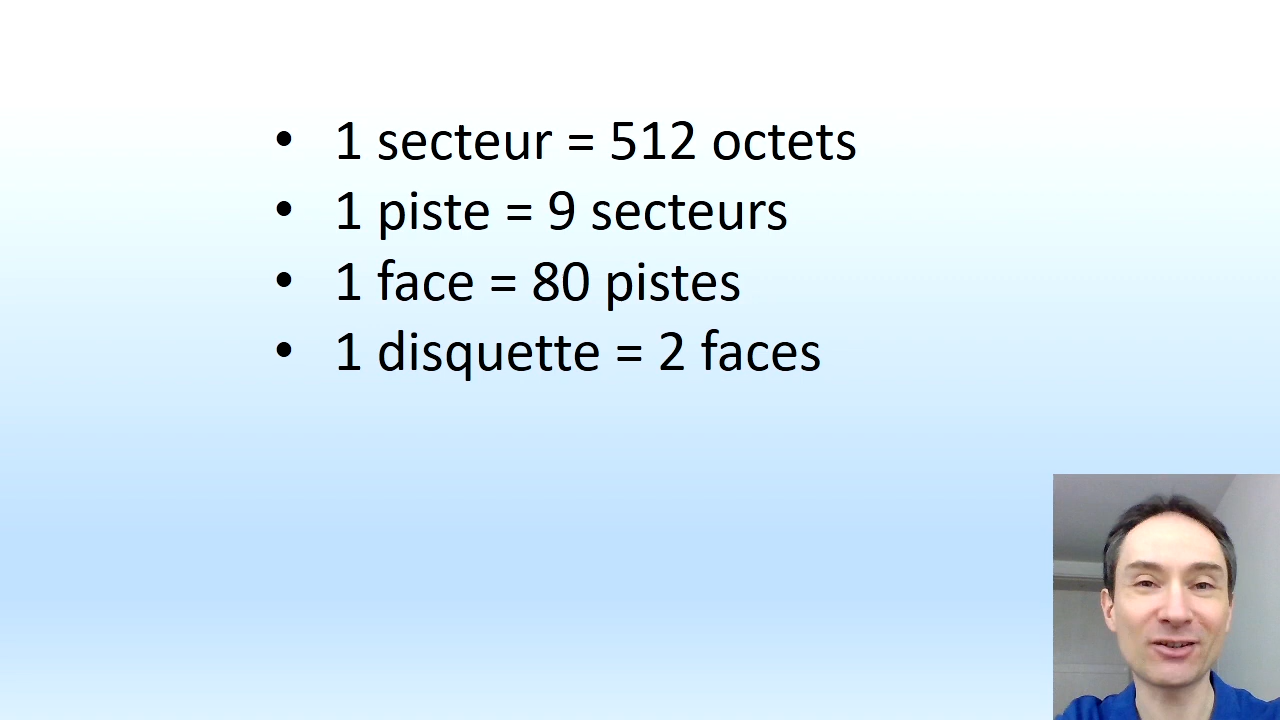 • 1 secteur = 512 octets
• 1 piste = 9 secteurs
• 1 face = 80 pistes
• 1 disquette = 2 faces